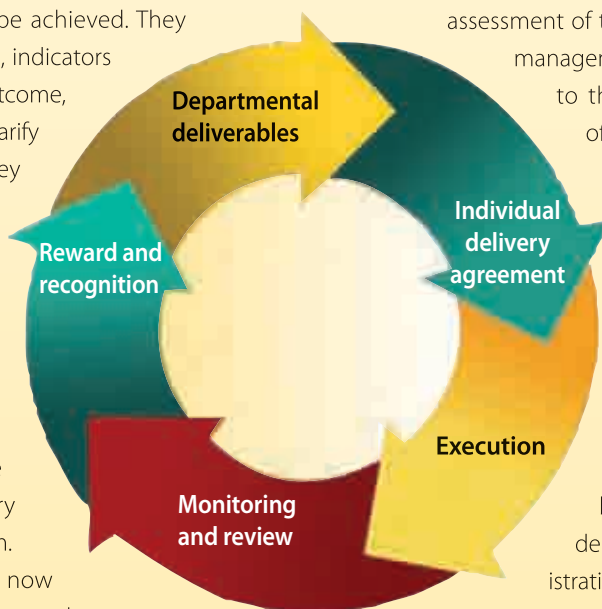 be achieved. They
, indicators
tcome,
arify
ey
ry
n.
now
assessment of t
manager
to th
of
de
istrati
Departmental
deliverables
Individual
delivery
agreement
Execution
Monitoring
and review
Reward and
recognition